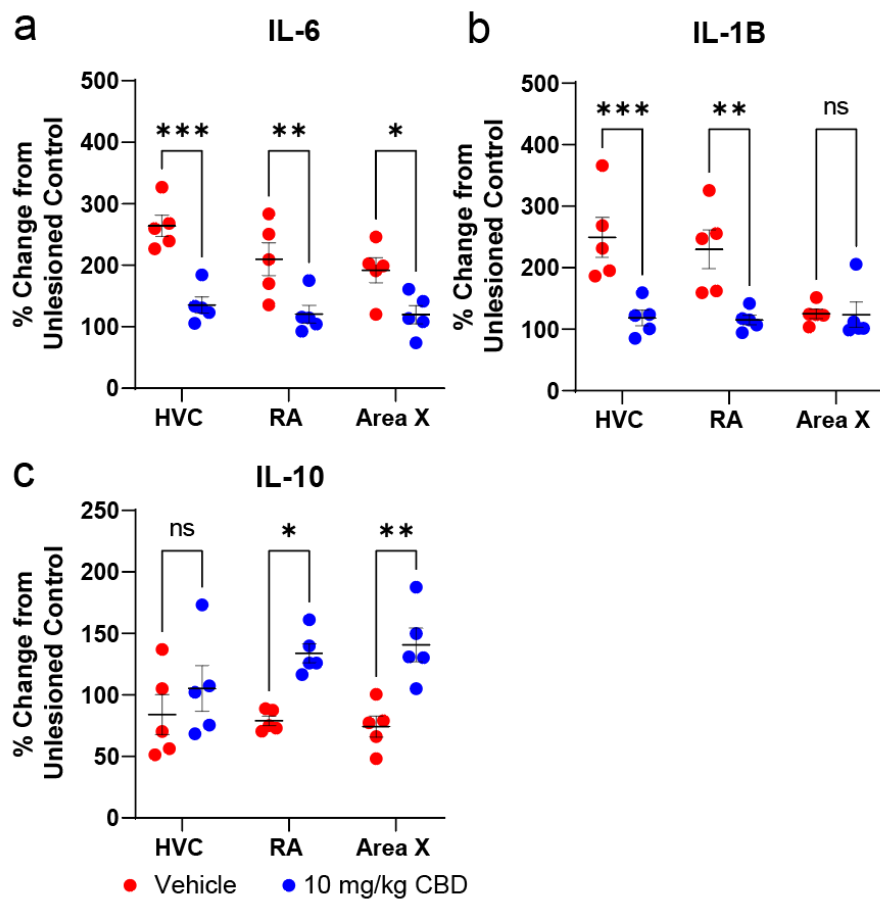 a
IL-6
% Change from
Unlesioned Control
500
400
300
200
100
0
***
**
*
HVC
RA
Area X
b
IL-1B
% Change from
Unlesioned Control
500
400
300
200
100
0
***
**
ns
HVC
RA
Area X
c
IL-10
% Change from
Unlesioned Control
250
200
150
100
50
0
ns
*
**
HVC
RA
Area X
Vehicle
10 mg/kg CBD